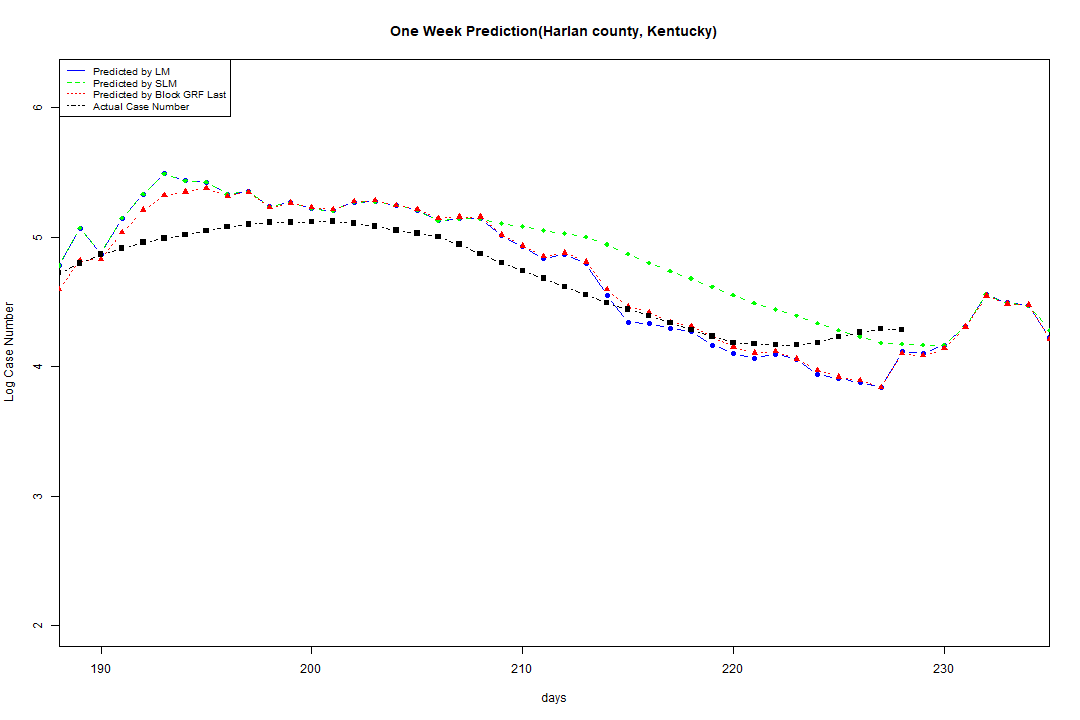 One Week Prediction(Harlan county, Kentucky)
Predicted by LM
Predicted by SLM
Predicted by Block GRF Last
Actual Case Number
6
5
4
3
2
Log Case Number
190 200 210 220 230
days